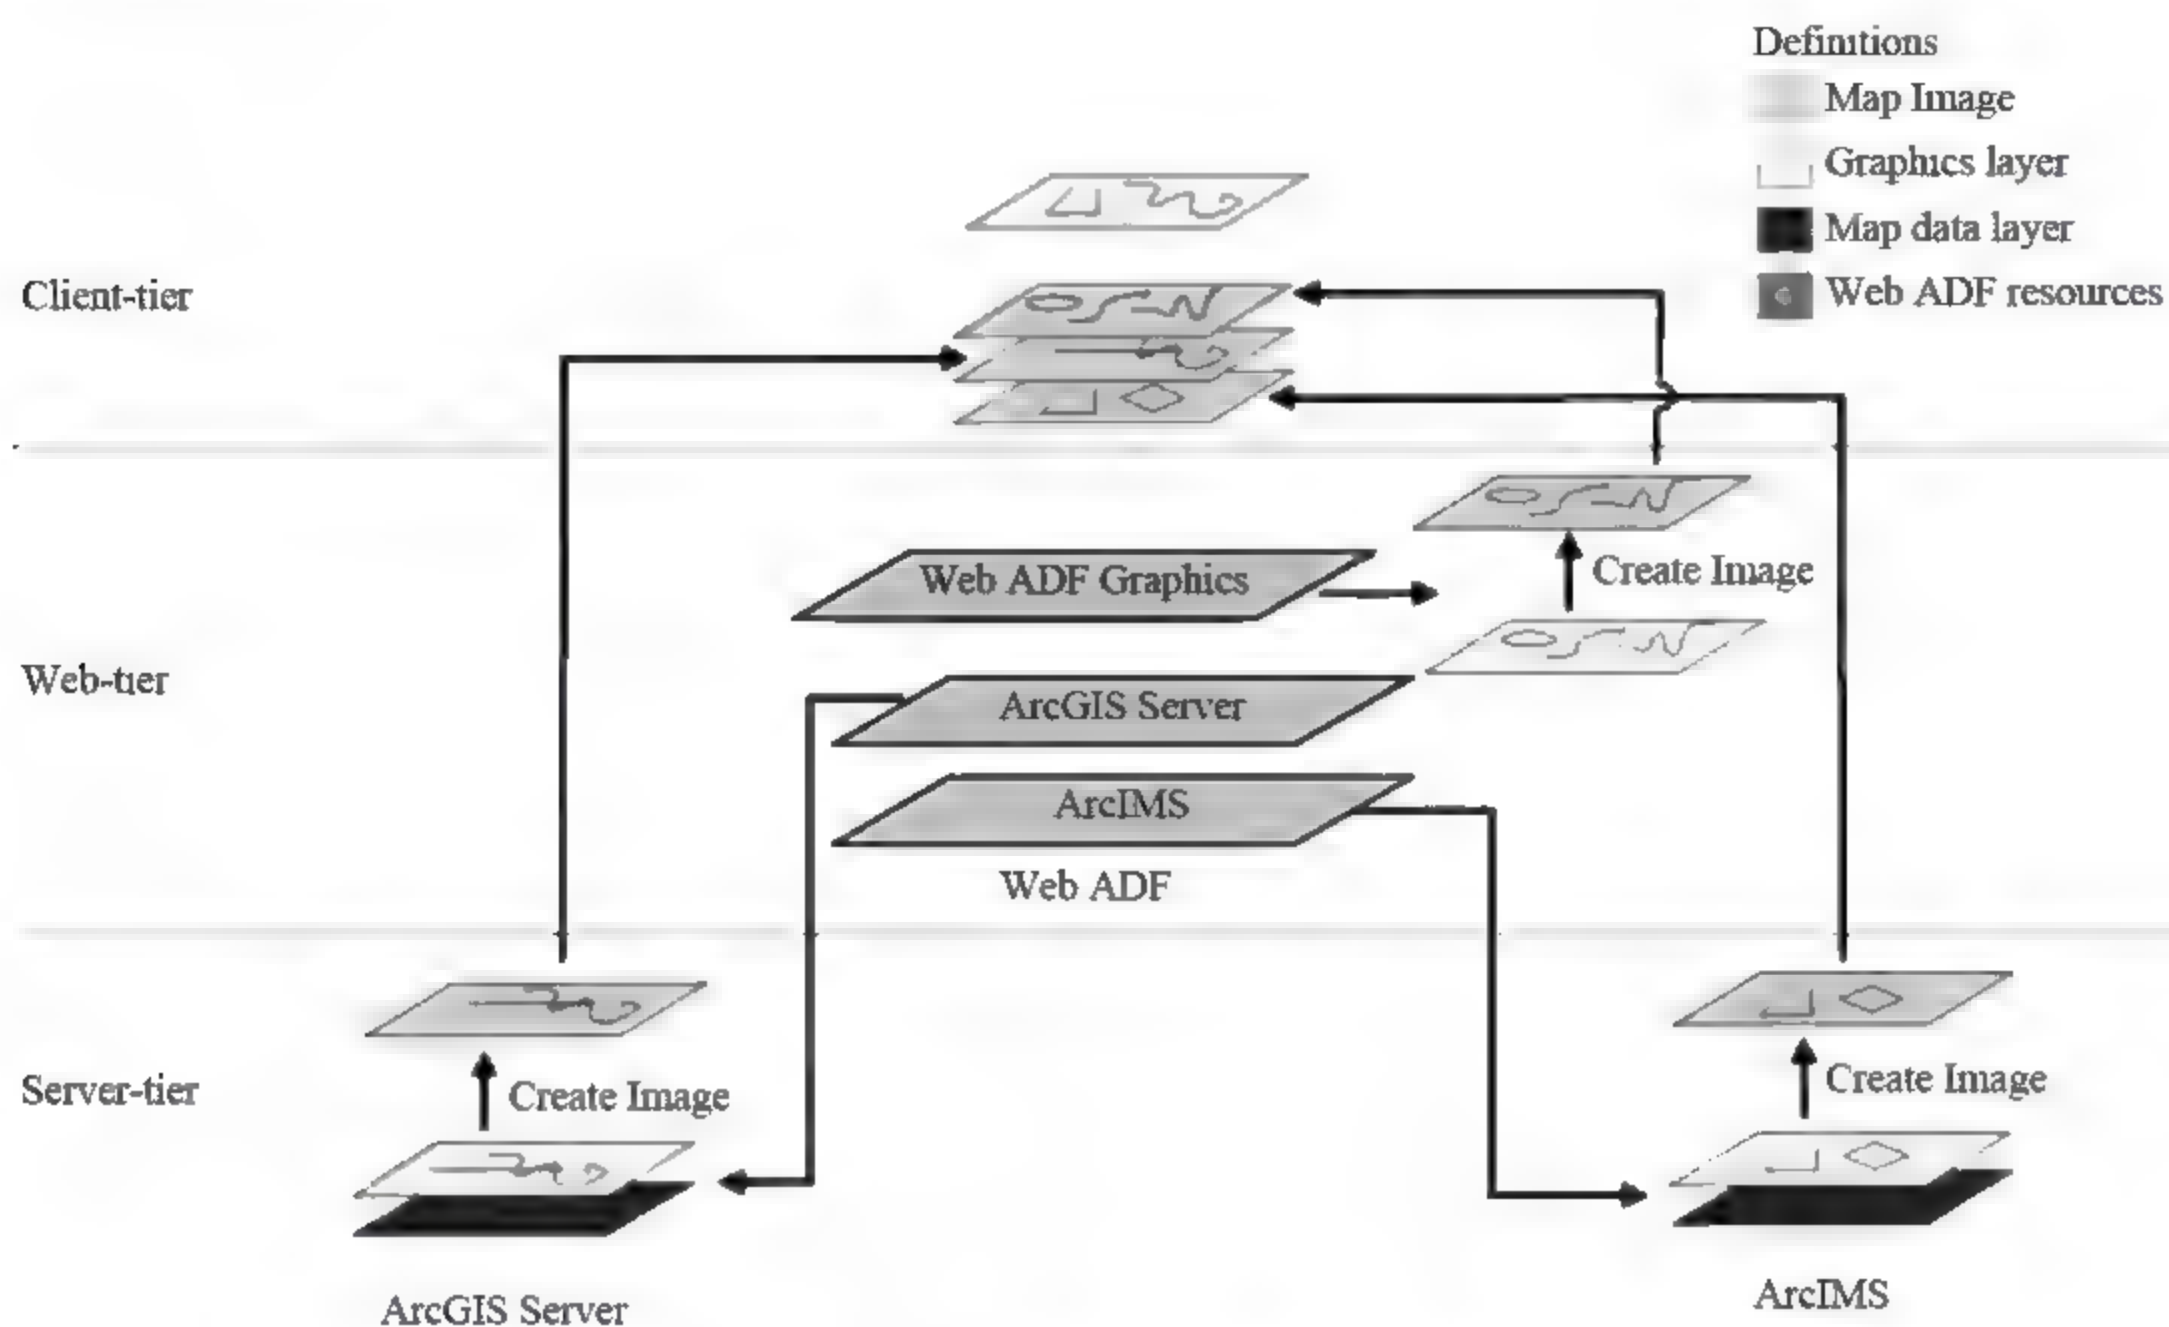 Definitions
Map Image
Graphics layer
Map data layer
Web ADF resources
Client-tier
Create Image
Web ADF Graphics
Web-tier
ArcGIS Server
ArcIMS
Web ADF
Server-tier
Create Image
Create Image
ArcGIS Server
ArcIMS